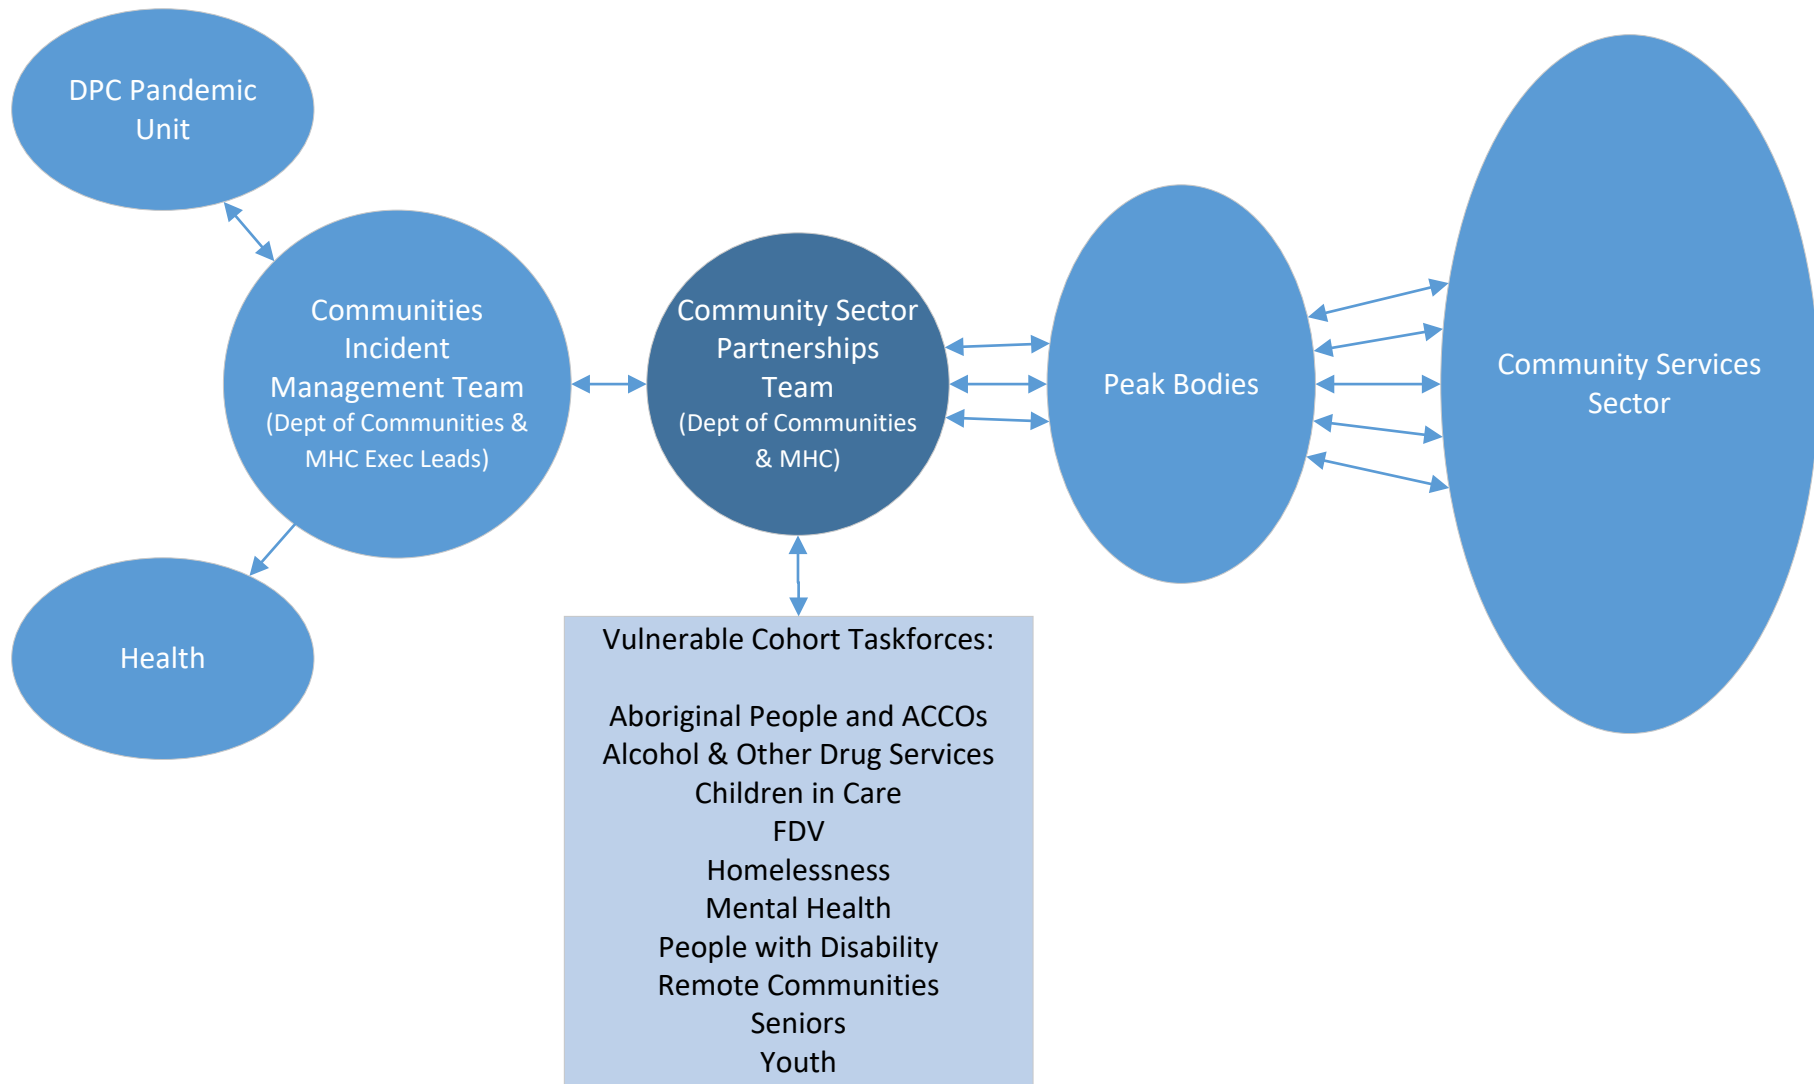 DPC Pandemic
Unit
Communities
Incident
Management Team
(Dept of Communities &
MHC Exec Leads)
Health
Community Sector
Partnerships
Team
(Dept of Communities
& MHC)
Peak Bodies
Community Services
Sector
Vulnerable Cohort Taskforces:
Aboriginal People and ACCOs
Alcohol & Other Drug Services
Children in Care
FDV
Homelessness
Mental Health
People with Disability
Remote Communities
Seniors
Youth